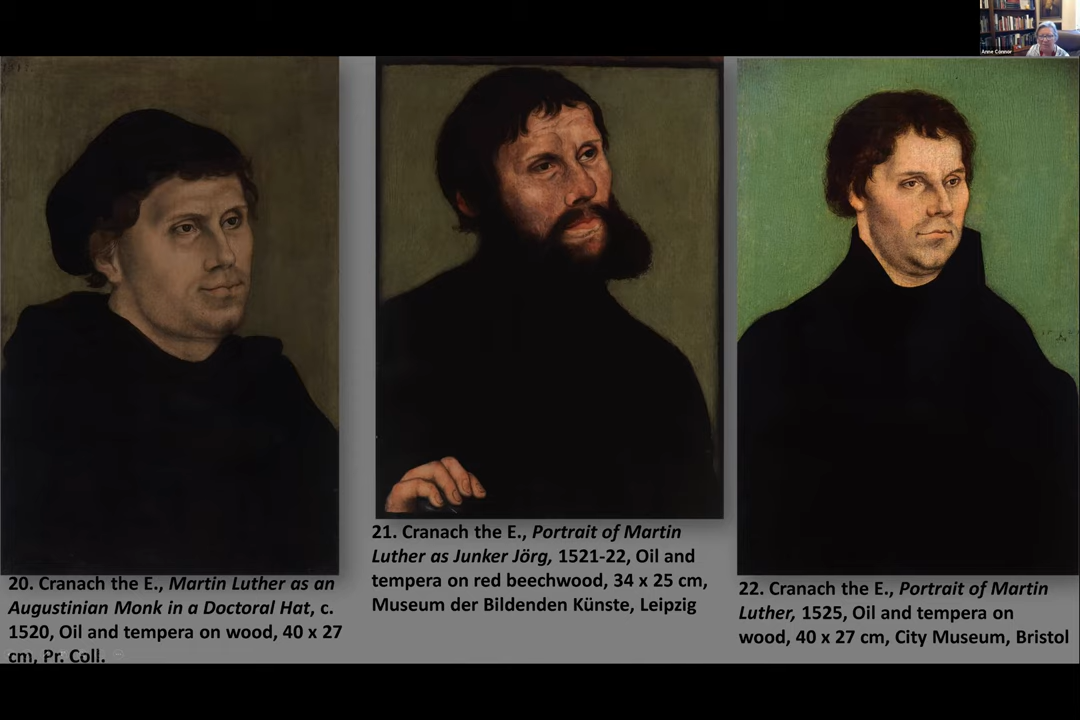 Anne Connor
20. Cranach the E., Martin Luther as an
Augustinian Monk in a Doctoral Hat, c.
1520, Oil and tempera on wood, 40 x 27
cm, Pr. Coll.
21. Cranach the E., Portrait of Martin
Luther as Junker Jörg, 1521-22, Oil and
tempera on red beechwood, 34 x 25 cm,
Museum der Bildenden Künste, Leipzig
22. Cranach the E., Portrait of Martin
Luther, 1525, Oil and tempera on
wood, 40 x 27 cm, City Museum, Bristol